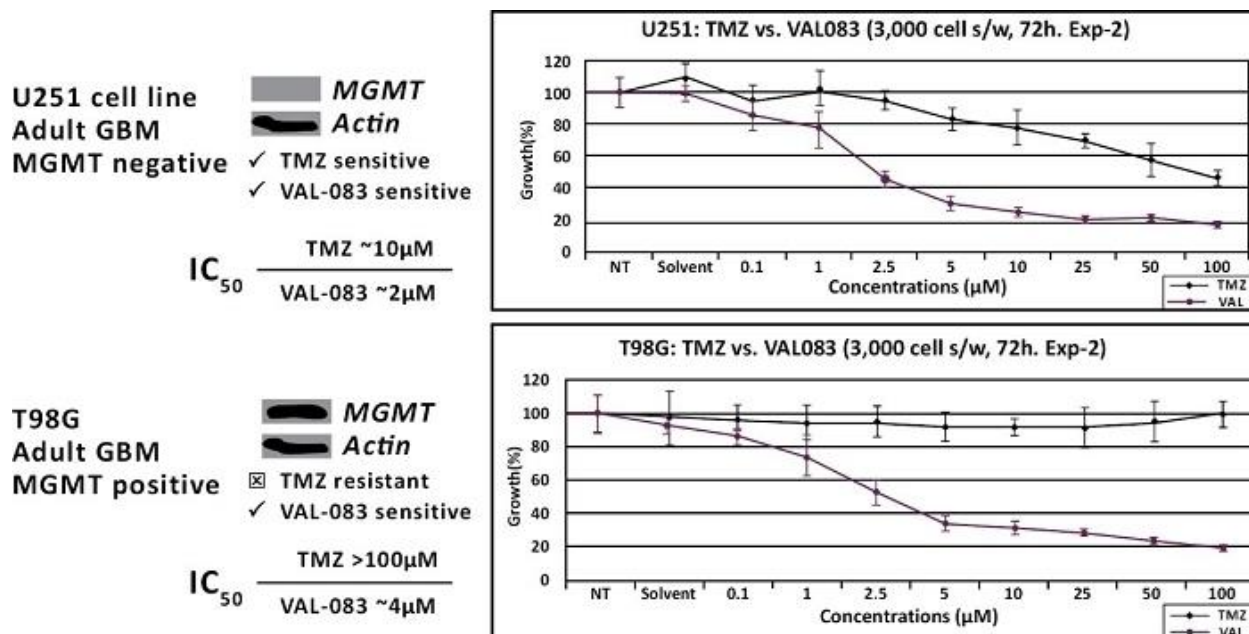 U251 cell line
Adult GBM
MGMT negative
MGMT
Actin
✓ TMZ sensitive
✓ VAL-083 sensitive
IC50
TMZ ~10µM
VAL-083 ~2µM
U251: TMZ vs. VAL083 (3,000 cell s/w, 72h. Exp-2)
Growth(%)
120
100
80
60
40
20
0
NT Solvent 0.1 1 2.5 5 10 25 50 100
Concentrations (µM)
TMZ
VAL
T98G
Adult GBM
MGMT positive
MGMT
Actin
☒ TMZ resistant
✓ VAL-083 sensitive
IC50
TMZ >100µM
VAL-083 ~4µM
T98G: TMZ vs. VAL083 (3,000 cell s/w, 72h. Exp-2)
Growth(%)
120
100
80
60
40
20
0
NT Solvent 0.1 1 2.5 5 10 25 50 100
Concentrations (µM)
TMZ
VAL